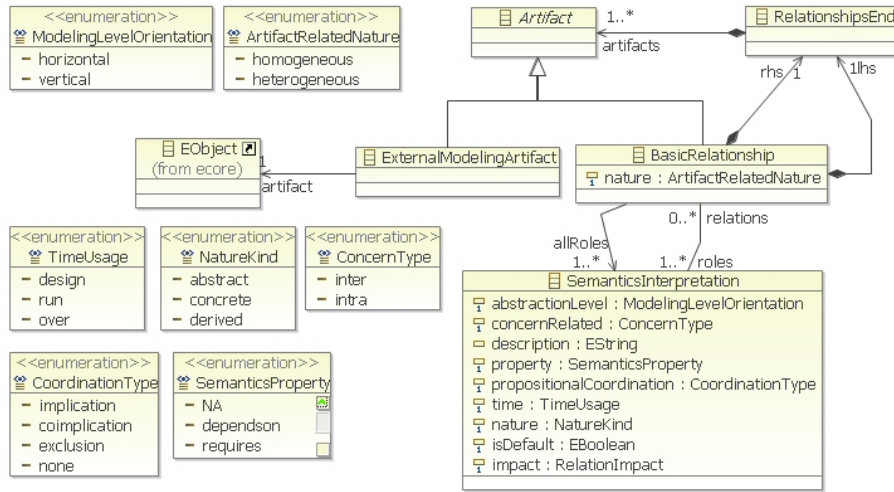 <<enumeration>>
ModelingLevelOrientation
horizontal
vertical
<<enumeration>>
ArtifactRelatedNature
homogeneous
heterogeneous
Artifact
1..*
artifacts
RelationshipsEnd
rhs
1
1lhs
EObject
(from ecore)
1
artifact
ExternalModelingArtifact
BasicRelationship
nature : ArtifactRelatedNature
0..*
relations
allRoles
1..*
1..*
roles
<<enumeration>>
TimeUsage
design
run
over
<<enumeration>>
NatureKind
abstract
concrete
derived
<<enumeration>>
ConcernType
inter
intra
<<enumeration>>
CoordinationType
implication
coimplication
exclusion
none
<<enumeration>>
SemanticsProperty
NA
dependson
requires
SemanticsInterpretation
abstractionLevel : ModelingLevelOrientation
concernRelated : ConcernType
description : EString
property : SemanticsProperty
propositionalCoordination : CoordinationType
time : TimeUsage
nature : NatureKind
isDefault : EBoolean
impact : RelationImpact